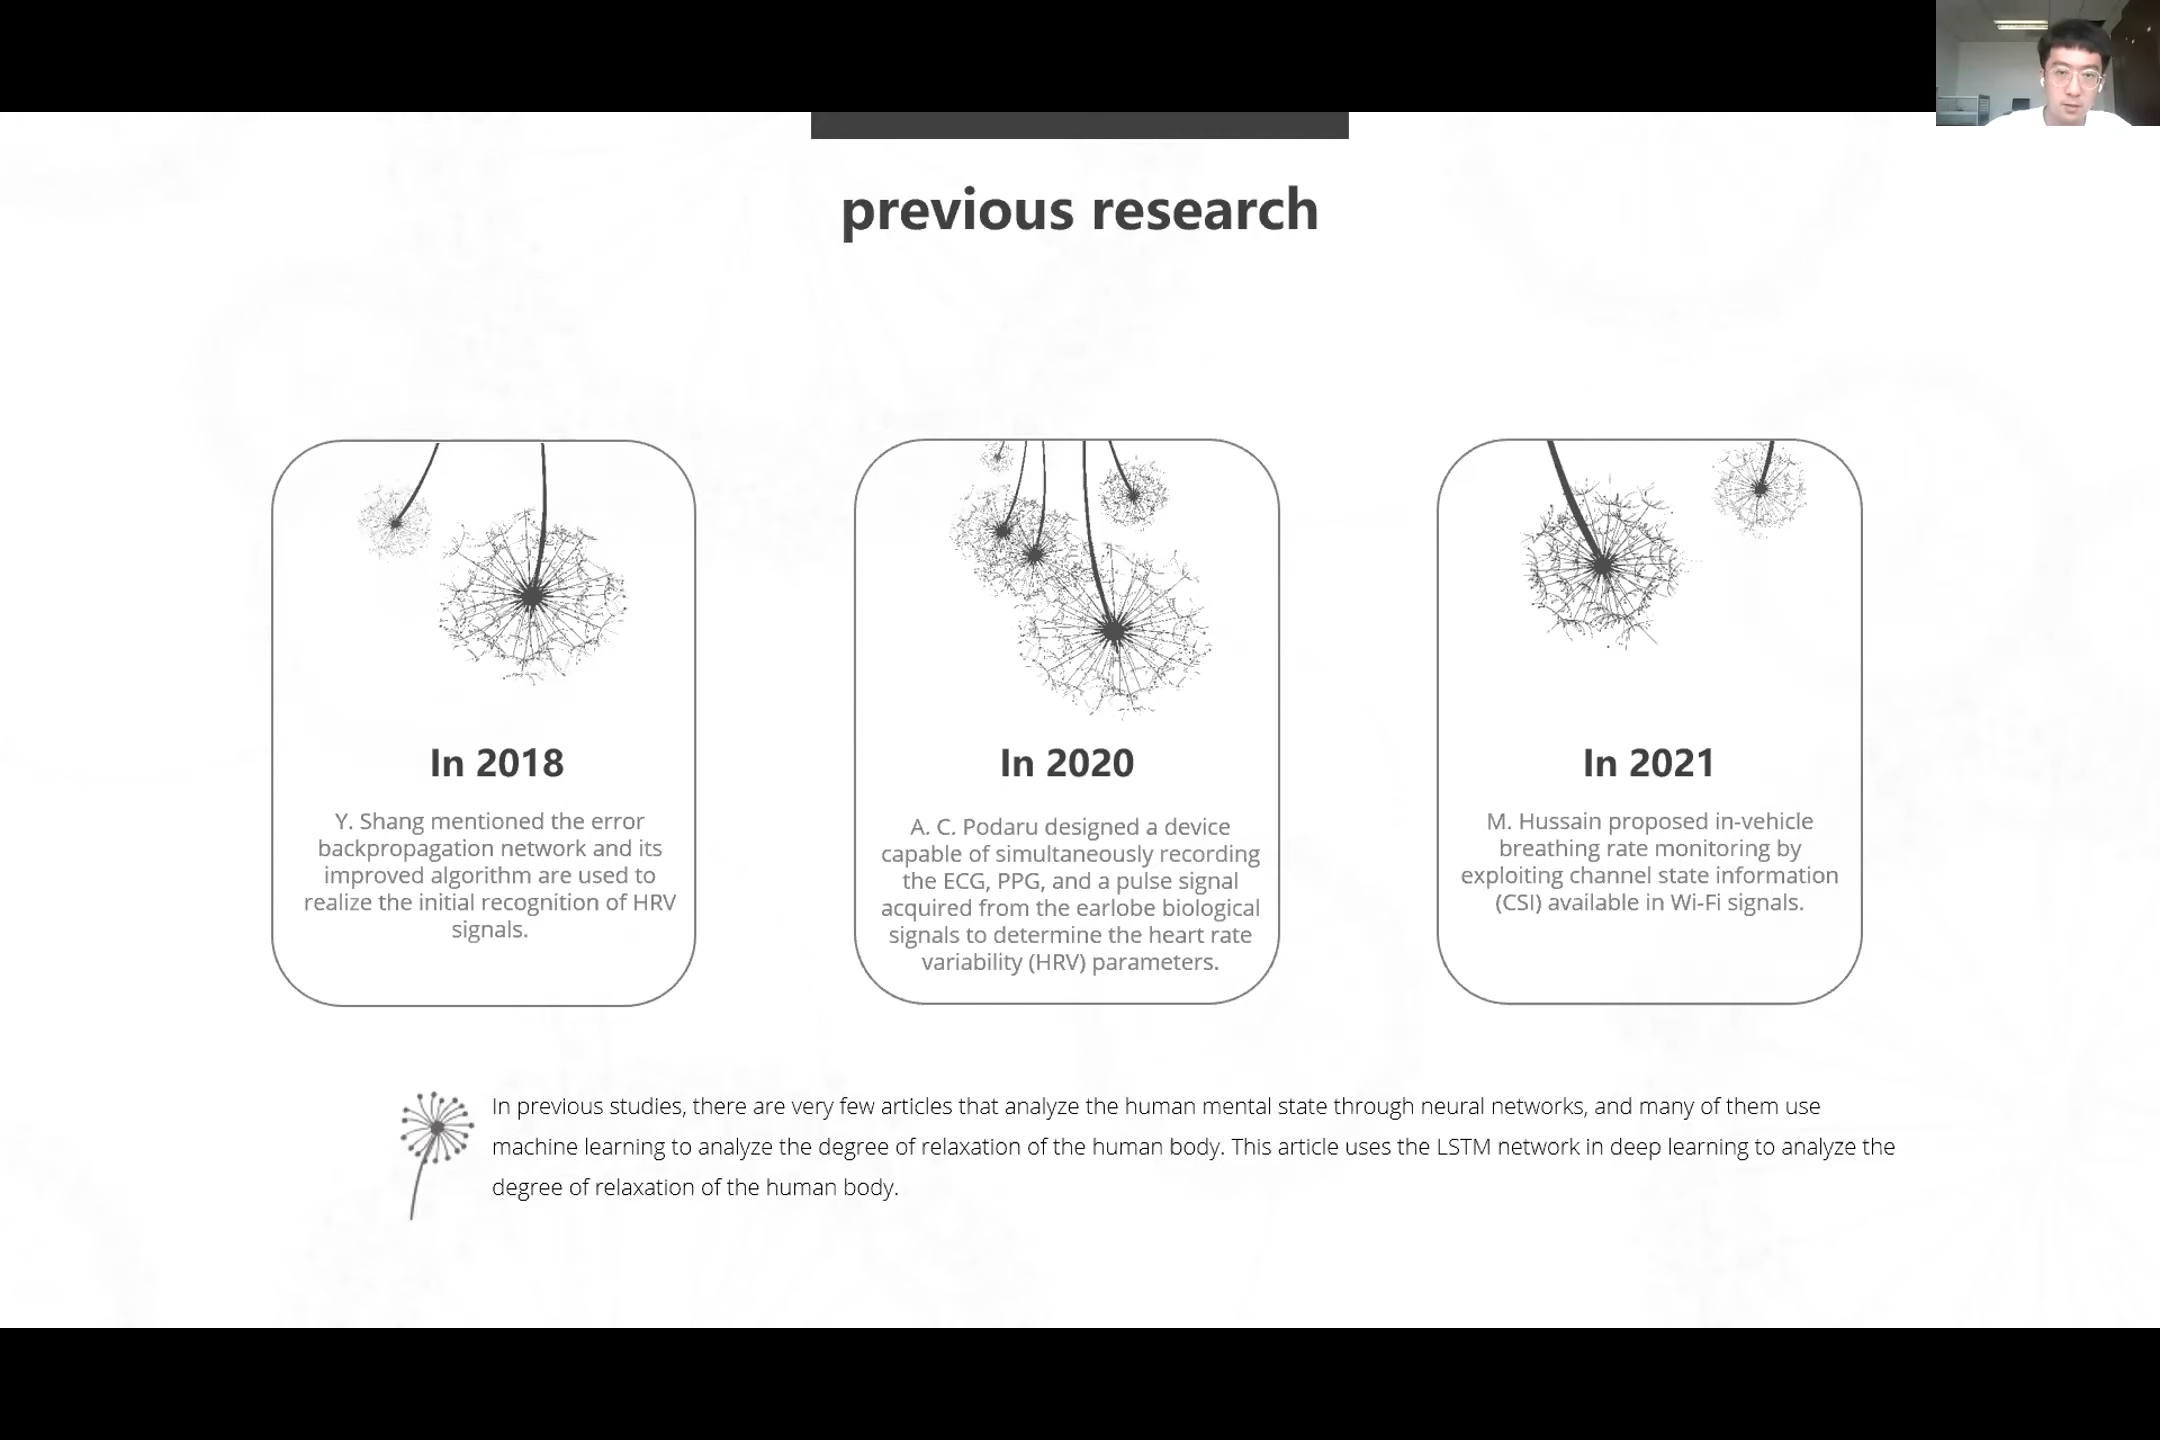 previous research
In 2018
Y. Shang mentioned the error
backpropagation network and its
improved algorithm are used to
realize the initial recognition of HRV
signals.
In 2020
A. C. Podaru designed a device
capable of simultaneously recording
the ECG, PPG, and a pulse signal
acquired from the earlobe biological
signals to determine the heart rate
variability (HRV) parameters.
In 2021
M. Hussain proposed in-vehicle
breathing rate monitoring by
exploiting channel state information
(CSI) available in Wi-Fi signals.
In previous studies, there are very few articles that analyze the human mental state through neural networks, and many of them use
machine learning to analyze the degree of relaxation of the human body. This article uses the LSTM network in deep learning to analyze the
degree of relaxation of the human body.